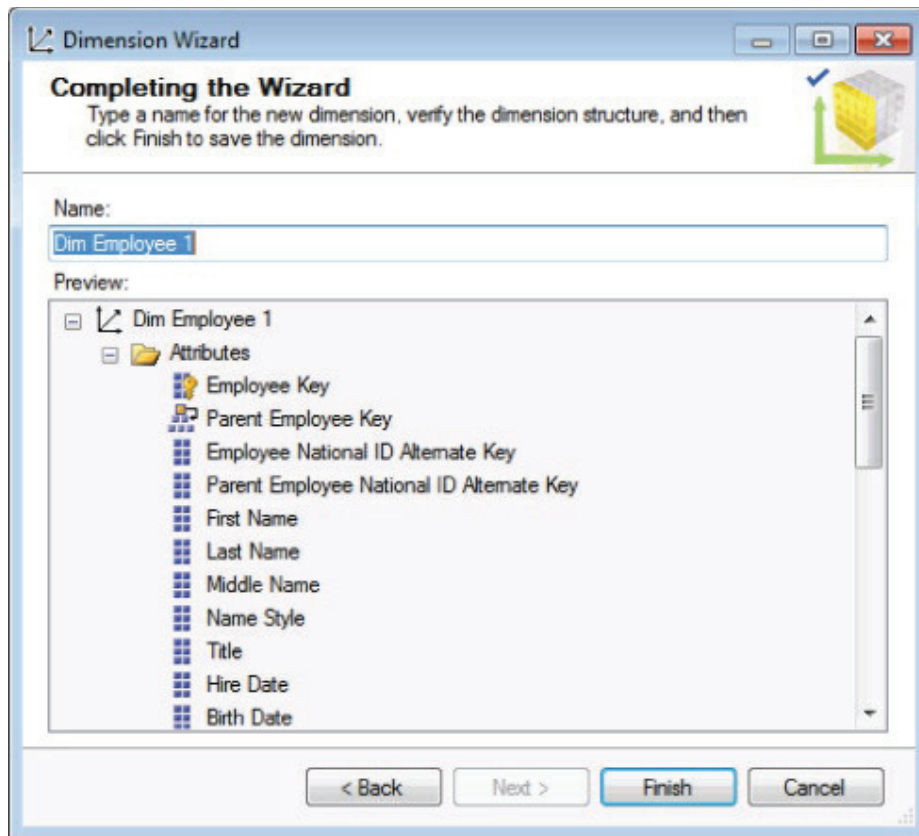 Dimension Wizard
Completing the Wizard
Type a name for the new dimension, verify the dimension structure, and then
click Finish to save the dimension.
Name:
Dim Employee 1
Preview:
Dim Employee 1
Attributes
Employee Key
Parent Employee Key
Employee National ID Alternate Key
Parent Employee National ID Alternate Key
First Name
Last Name
Middle Name
Name Style
Title
Hire Date
Birth Date
< Back Next > Finish Cancel